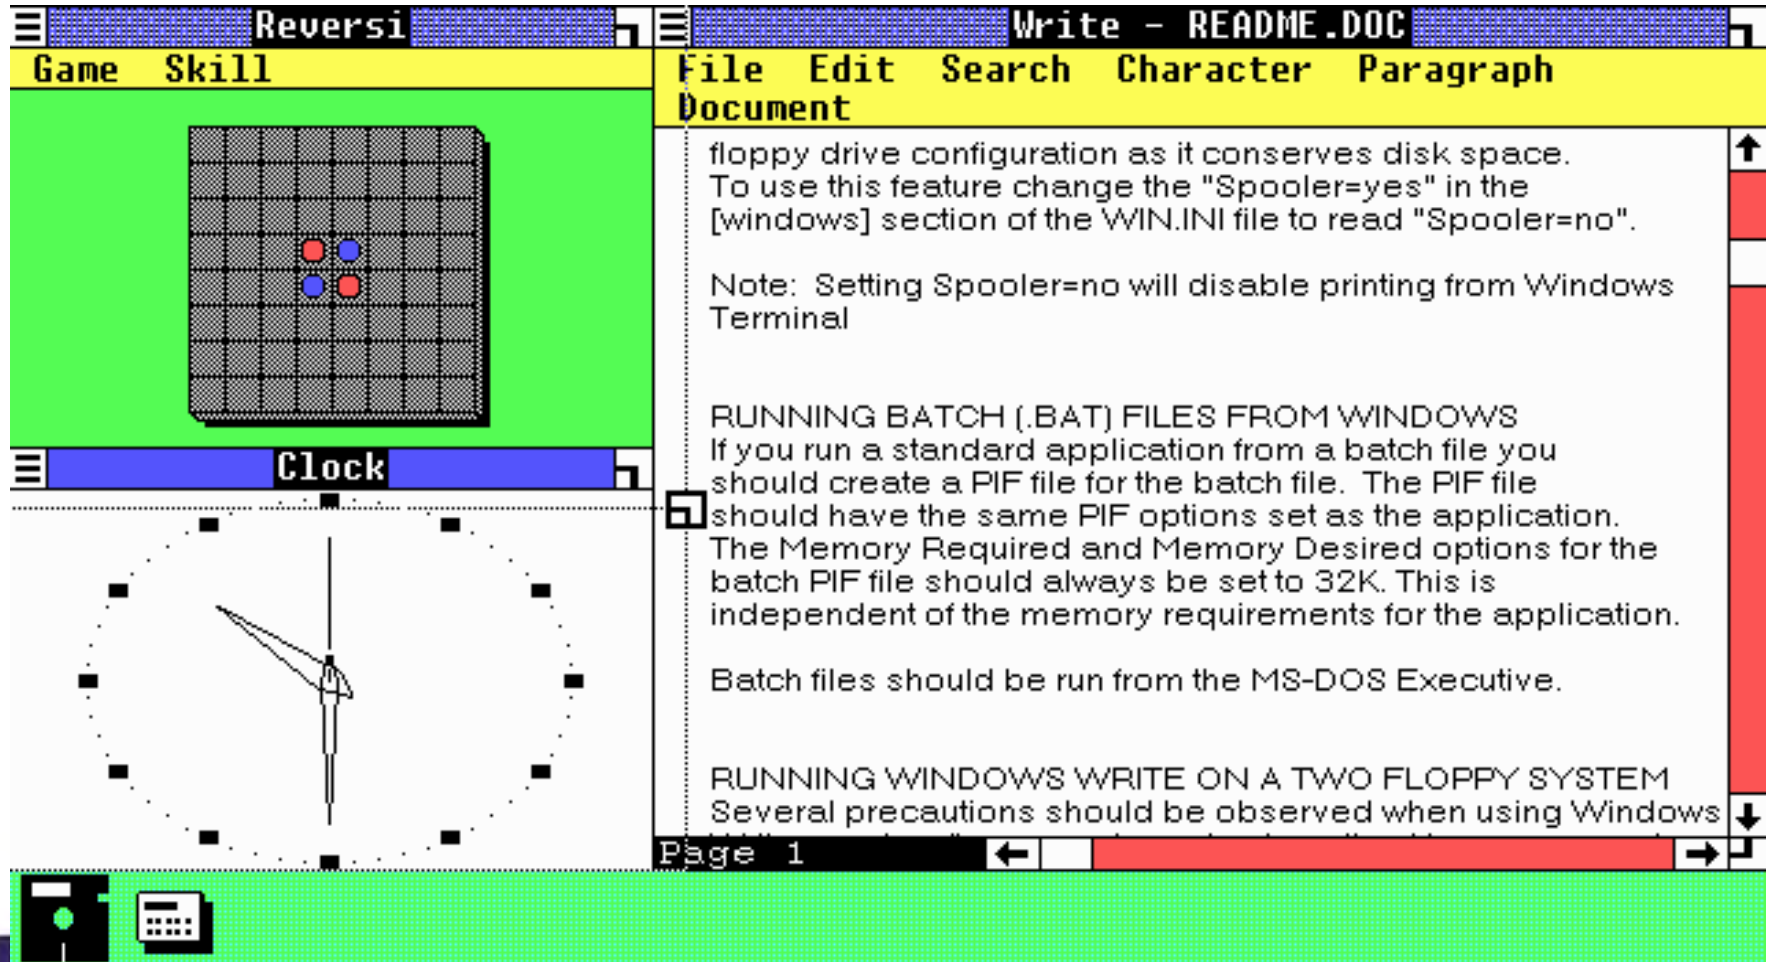 Reversi
Game Skill
Clock
Write - README.DOC
File Edit Search Character Paragraph
Document
floppy drive configuration as it conserves disk space.
To use this feature change the "Spooler=yes" in the
[windows] section of the WIN.INI file to read "Spooler=no".
Note: Setting Spooler=no will disable printing from Windows
Terminal
RUNNING BATCH (.BAT) FILES FROM WINDOWS
If you run a standard application from a batch file you
should create a PIF file for the batch file. The PIF file
should have the same PIF options set as the application.
The Memory Required and Memory Desired options for the
batch PIF file should always be set to 32K. This is
independent of the memory requirements for the application.
Batch files should be run from the MS-DOS Executive.
RUNNING WINDOWS WRITE ON A TWO FLOPPY SYSTEM
Several precautions should be observed when using Windows
Page 1